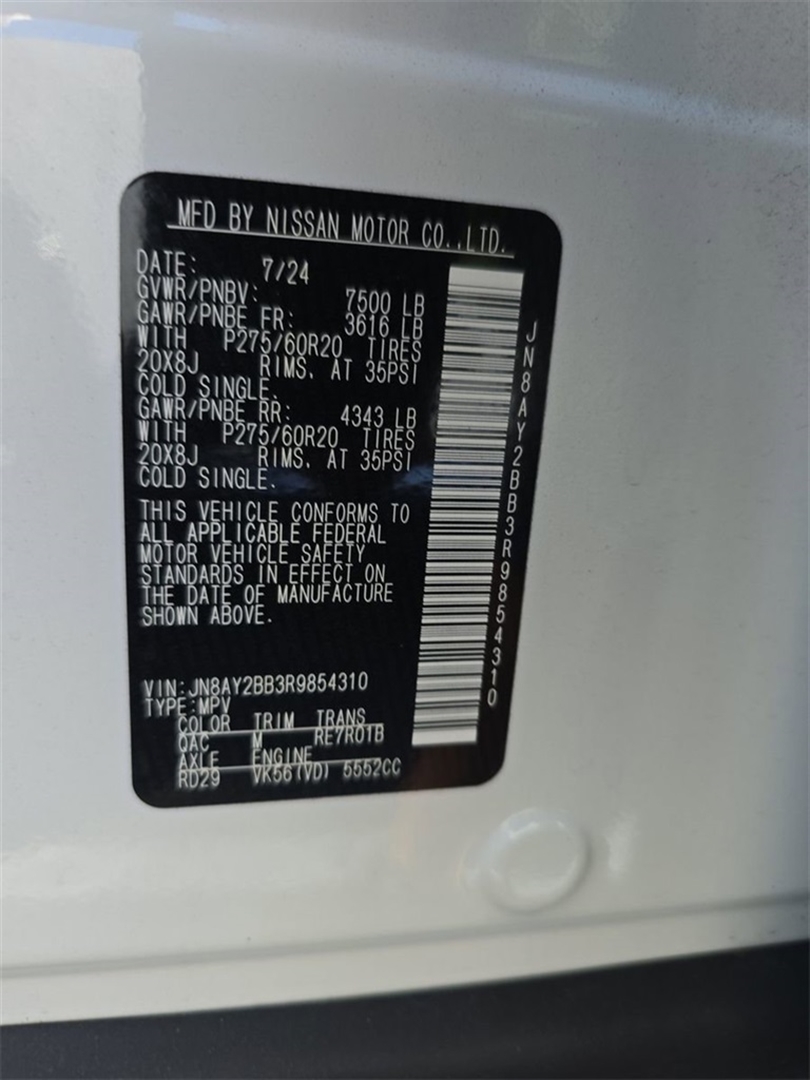 MFD BY NISSAN MOTOR CO.,LTD.
DATE: 7/24
GVWR/PNBV: 7500 LB
GAWR/PNBE FR: 3616 LB
WITH P275/60R20 TIRES
20X8J RIMS, AT 35PSI
COLD SINGLE.
GAWR/PNBE RR: 4343 LB
WITH P275/60R20 TIRES
20X8J RIMS, AT 35PSI
COLD SINGLE.
THIS VEHICLE CONFORMS TO
ALL APPLICABLE FEDERAL
MOTOR VEHICLE SAFETY
STANDARDS IN EFFECT ON
THE DATE OF MANUFACTURE
SHOWN ABOVE.
VIN:JN8AY2BB3R9854310
TYPE:MPV
COLOR TRIM TRANS
QAC M RE7R01B
AXLE ENGINE
RD29 VK56(VD) 5552CC
JN8AY2BB3R9854310